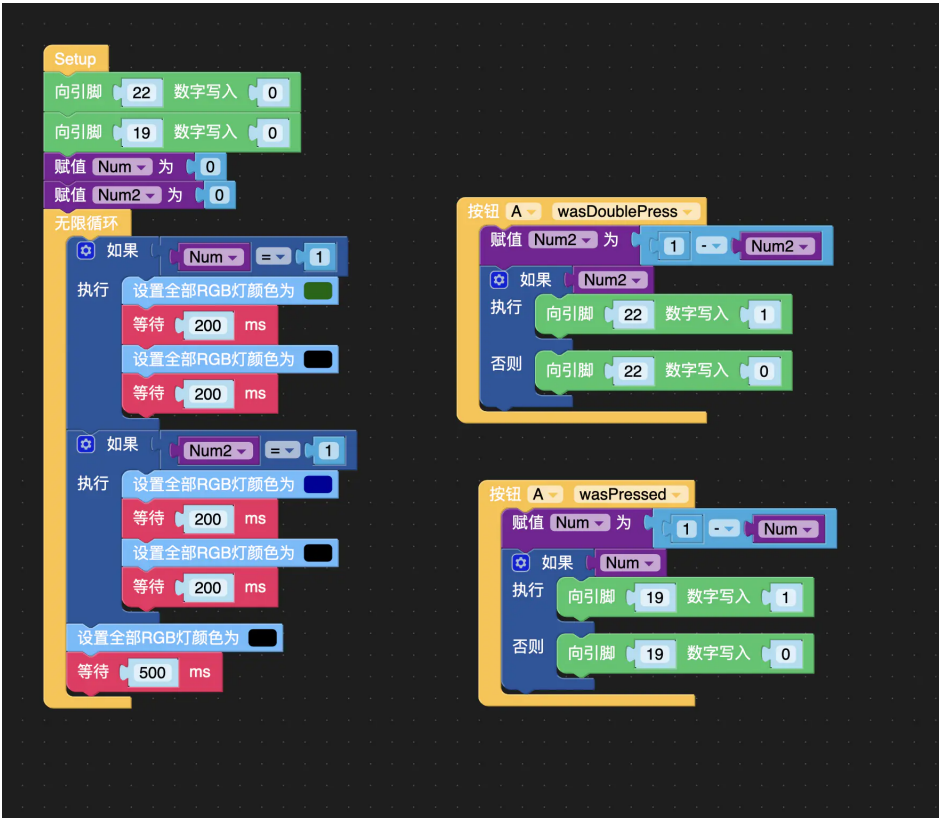 Setup
向引脚 22 数字写入 0
向引脚 19 数字写入 0
赋值 Num 为 0
赋值 Num2 为 0
无限循环
如果 Num = 1
执行 设置全部RGB灯颜色为
等待 200 ms
设置全部RGB灯颜色为
等待 200 ms
如果 Num2 = 1
执行 设置全部RGB灯颜色为
等待 200 ms
设置全部RGB灯颜色为
等待 200 ms
设置全部RGB灯颜色为
等待 500 ms
按钮 A wasDoublePress
赋值 Num2 为 1 - Num2
如果 Num2
执行 向引脚 22 数字写入 1
否则 向引脚 22 数字写入 0
按钮 A wasPressed
赋值 Num 为 1 - Num
如果 Num
执行 向引脚 19 数字写入 1
否则 向引脚 19 数字写入 0